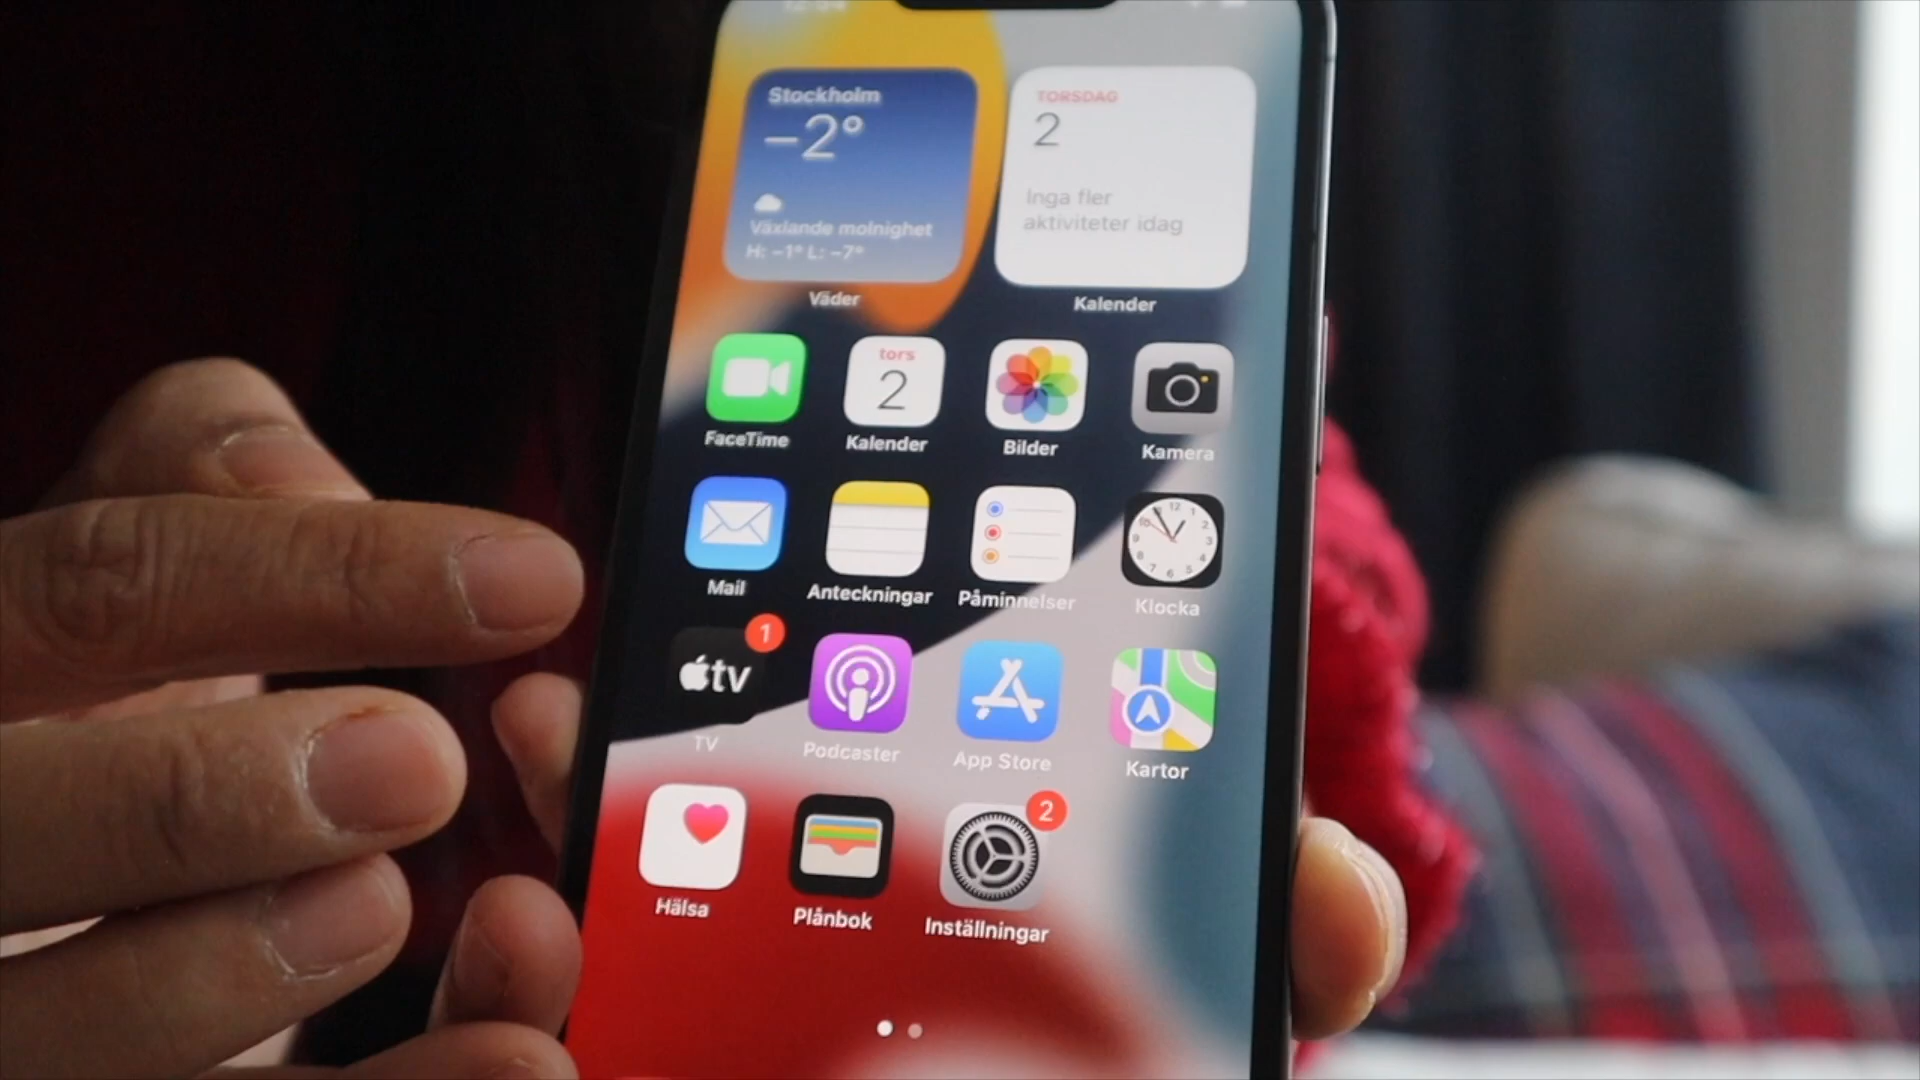 Stockholm
-2°
Växlande molnighet
H: -1° L: -7°
Väder
TORSDAG
2
Inga fler
aktiviteter idag
Kalender
tors
2
FaceTime
Kalender
Bilder
Kamera
Mail
Anteckningar
Påminnelser
Klocka
1
tv
TV
Podcaster
App Store
Kartor
2
Hälsa
Plånbok
Inställningar